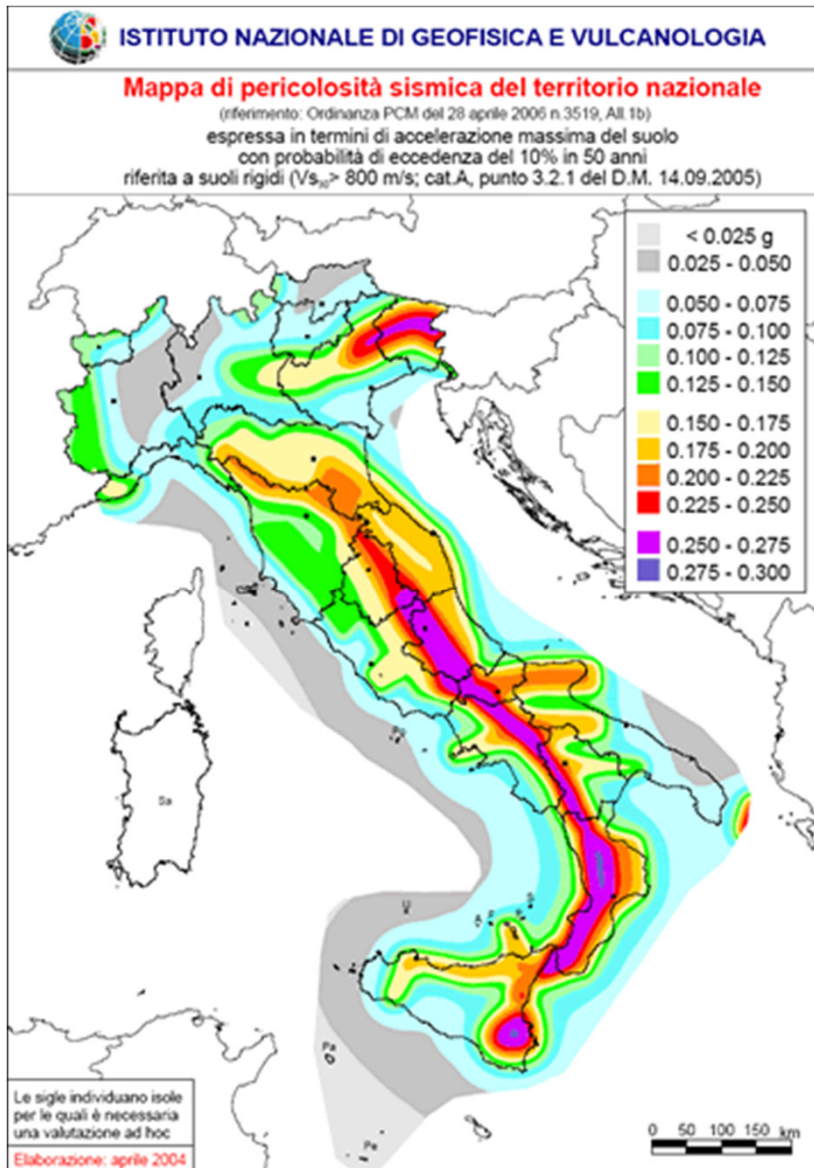 ISTITUTO NAZIONALE DI GEOFISICA E VULCANOLOGIA
Mappa di pericolosità sismica del territorio nazionale
(riferimento: Ordinanza PCM del 28 aprile 2006 n.3519, All.1b)
espressa in termini di accelerazione massima del suolo
con probabilità di eccedenza del 10% in 50 anni
riferita a suoli rigidi (Vs₃₀> 800 m/s; cat.A, punto 3.2.1 del D.M. 14.09.2005)
< 0.025 g
0.025 - 0.050
0.050 - 0.075
0.075 - 0.100
0.100 - 0.125
0.125 - 0.150
0.150 - 0.175
0.175 - 0.200
0.200 - 0.225
0.225 - 0.250
0.250 - 0.275
0.275 - 0.300
Sa
U
A
F
P
S
Pa
Pe
Le sigle individuano isole
per le quali è necessaria
una valutazione ad hoc
Elaborazione: aprile 2004
0 50 100 150 km